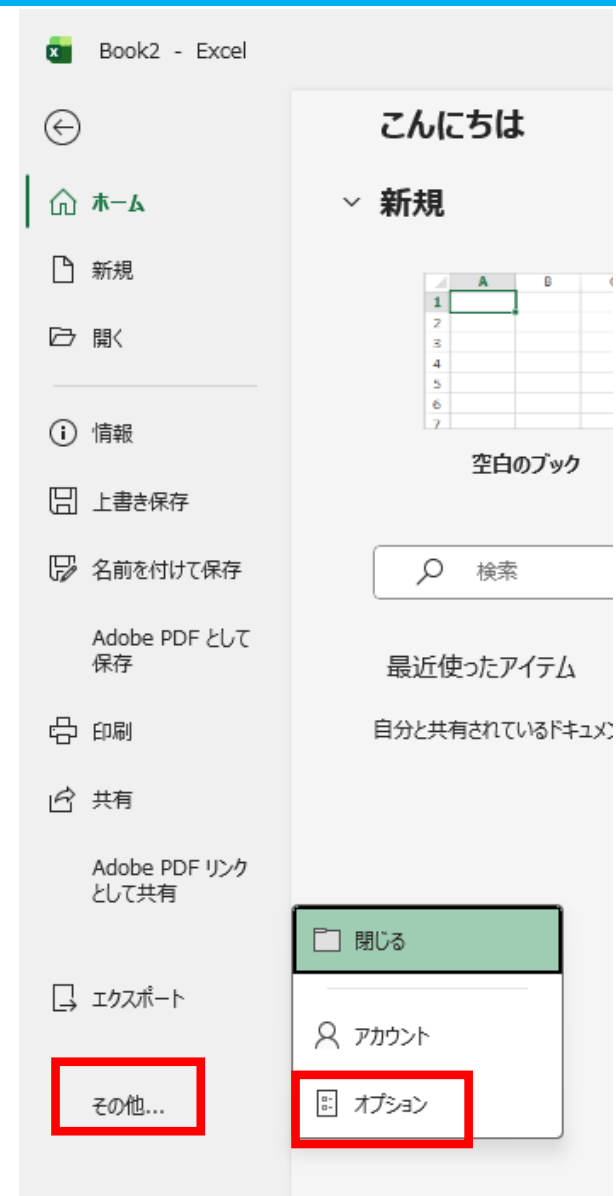 Book2 - Excel
こんにちは
ホーム
新規
新規
開く
A B
1
2
3
4
5
6
7
空白のブック
情報
上書き保存
名前を付けて保存
検索
Adobe PDF として
保存
最近使ったアイテム
印刷
自分と共有されているドキュメン
共有
Adobe PDF リンク
として共有
閉じる
エクスポート
アカウント
その他...
オプション